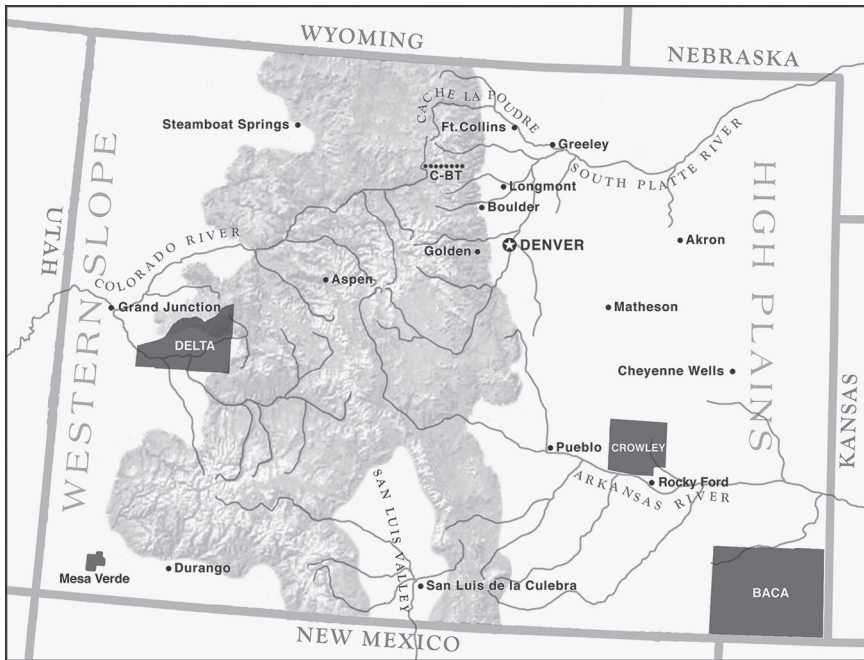 WYOMING
NEBRASKA
CACHE LA POUDRE
Steamboat Springs
Ft.Collins
Greeley
C-BT
SOUTH PLATTE RIVER
Longmont
Boulder
WESTERN SLOPE
UTAH
COLORADO RIVER
Golden
DENVER
Akron
HIGH PLAINS
Aspen
Grand Junction
Matheson
DELTA
Cheyenne Wells
KANSAS
Pueblo
CROWLEY
ARKANSAS RIVER
Rocky Ford
SAN LUIS VALLEY
Mesa Verde
Durango
San Luis de la Culebra
BACA
NEW MEXICO